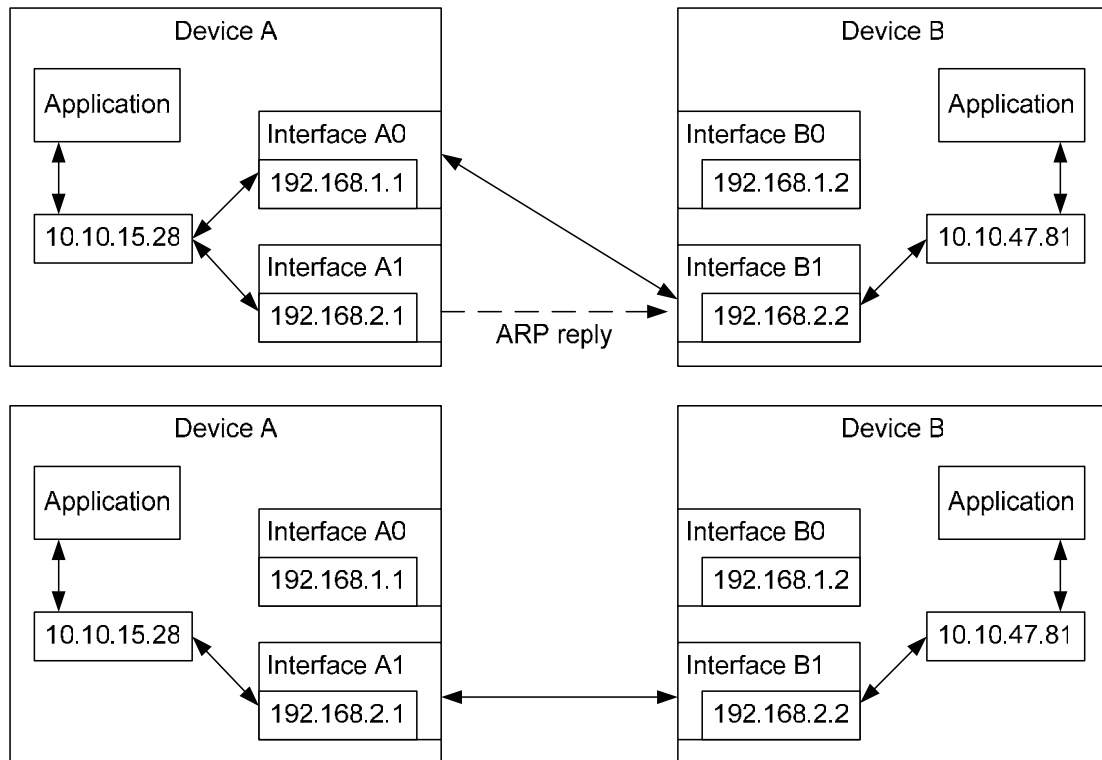 Device A
Application
10.10.15.28
Interface A0
192.168.1.1
Interface A1
192.168.2.1
ARP reply
Device B
Interface B0
192.168.1.2
Interface B1
192.168.2.2
Application
10.10.47.81
Device A
Application
10.10.15.28
Interface A0
192.168.1.1
Interface A1
192.168.2.1
Device B
Interface B0
192.168.1.2
Interface B1
192.168.2.2
Application
10.10.47.81